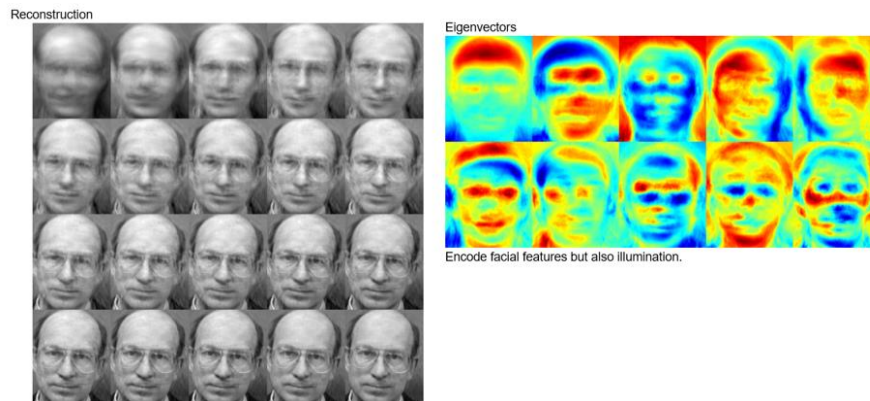 Reconstruction
Eigenvectors
Encode facial features but also illumination.